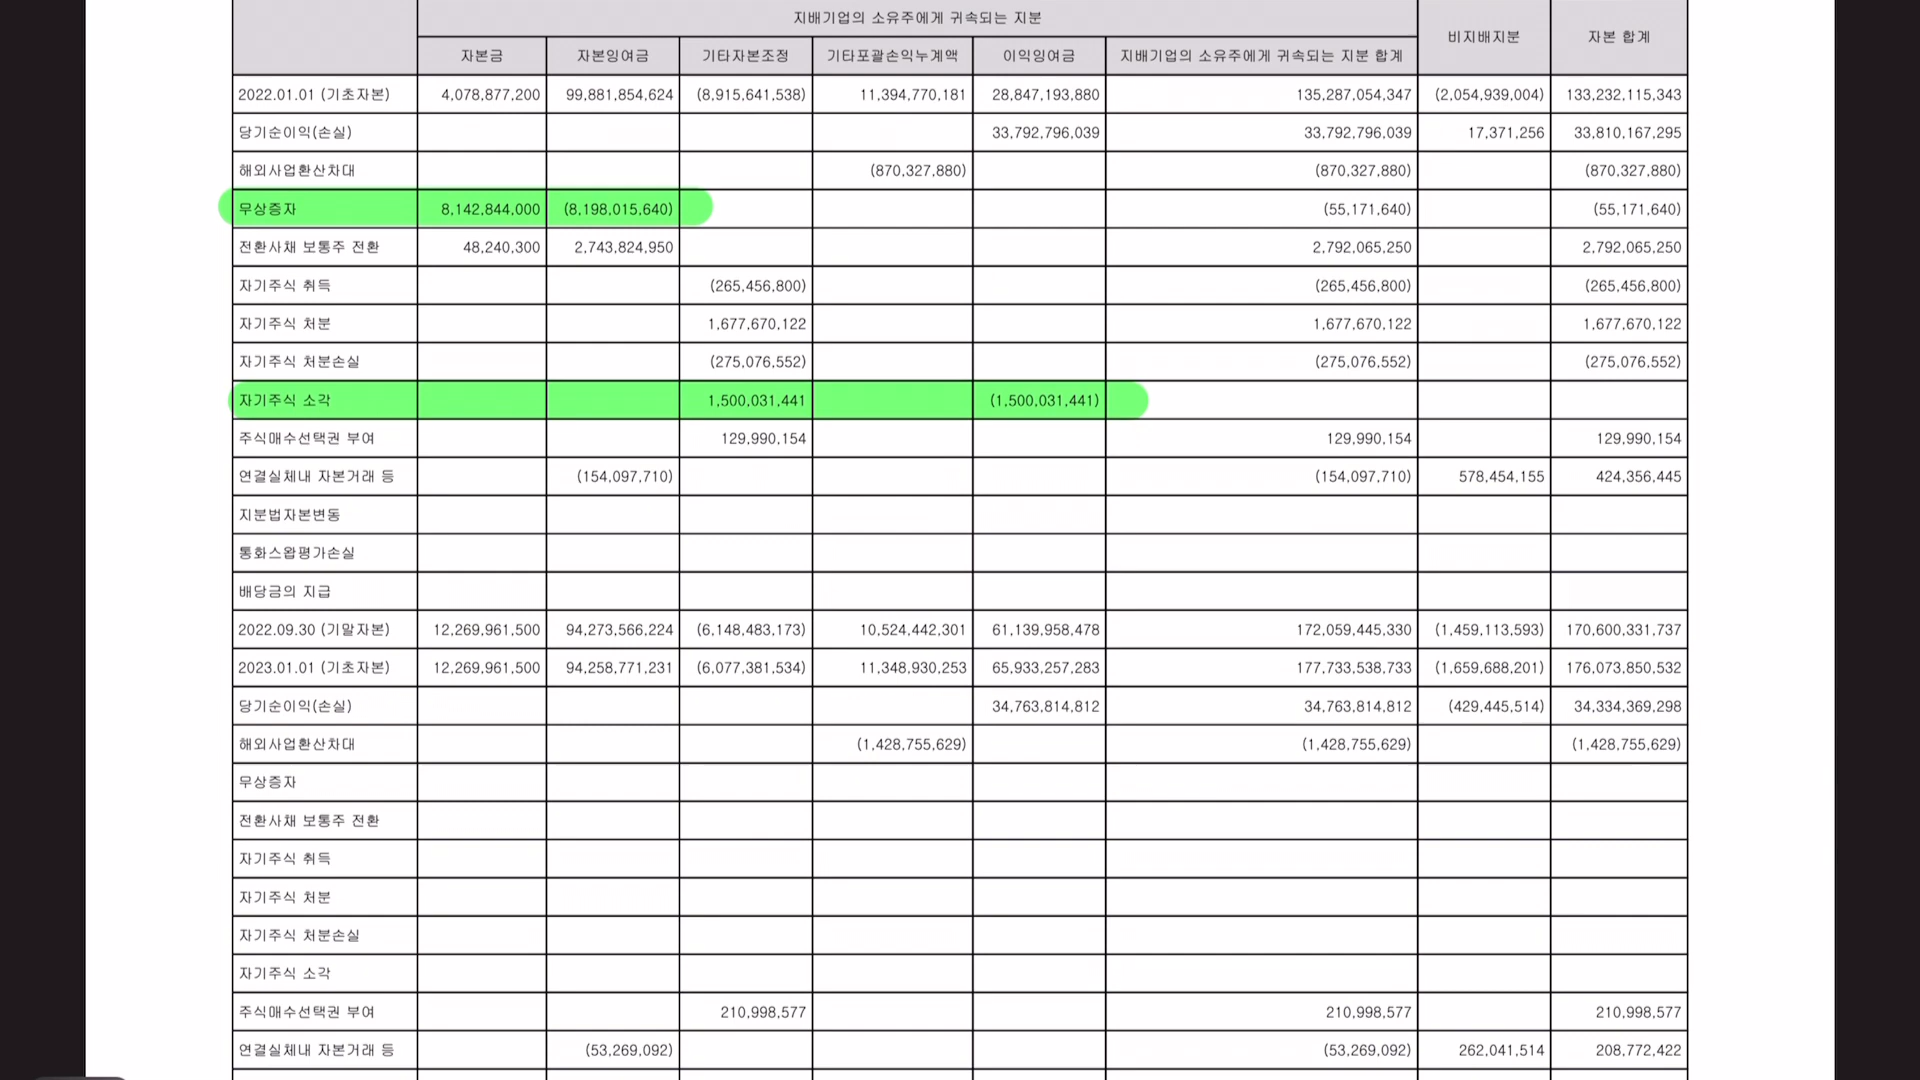 지배기업의 소유주에게 귀속되는 지분 비지배지분 자본 합계
자본금 자본잉여금 기타자본조정 기타포괄손익누계액 이익잉여금 지배기업의 소유주에게 귀속되는 지분 합계
2022.01.01 (기초자본) 4,078,877,200 99,881,854,624 (8,915,641,538) 11,394,770,181 28,847,193,880 135,287,054,347 (2,054,939,004) 133,232,115,343
당기순이익(손실) 33,792,796,039 33,792,796,039 17,371,256 33,810,167,295
해외사업환산차대 (870,327,880) (870,327,880) (870,327,880)
무상증자 8,142,844,000 (8,198,015,640) (55,171,640) (55,171,640)
전환사채 보통주 전환 48,240,300 2,743,824,950 2,792,065,250 2,792,065,250
자기주식 취득 (265,456,800) (265,456,800) (265,456,800)
자기주식 처분 1,677,670,122 1,677,670,122 1,677,670,122
자기주식 처분손실 (275,076,552) (275,076,552) (275,076,552)
자기주식 소각 1,500,031,441 (1,500,031,441)
주식매수선택권 부여 129,990,154 129,990,154 129,990,154
연결실체내 자본거래 등 (154,097,710) (154,097,710) 578,454,155 424,356,445
지분법자본변동
통화스왑평가손실
배당금의 지급
2022.09.30 (기말자본) 12,269,961,500 94,273,566,224 (6,148,483,173) 10,524,442,301 61,139,958,478 172,059,445,330 (1,459,113,593) 170,600,331,737
2023.01.01 (기초자본) 12,269,961,500 94,258,771,231 (6,077,381,534) 11,348,930,253 65,933,257,283 177,733,538,733 (1,659,688,201) 176,073,850,532
당기순이익(손실) 34,763,814,812 34,763,814,812 (429,445,514) 34,334,369,298
해외사업환산차대 (1,428,755,629) (1,428,755,629) (1,428,755,629)
무상증자
전환사채 보통주 전환
자기주식 취득
자기주식 처분
자기주식 처분손실
자기주식 소각
주식매수선택권 부여 210,998,577 210,998,577 210,998,577
연결실체내 자본거래 등 (53,269,092) (53,269,092) 262,041,514 208,772,422